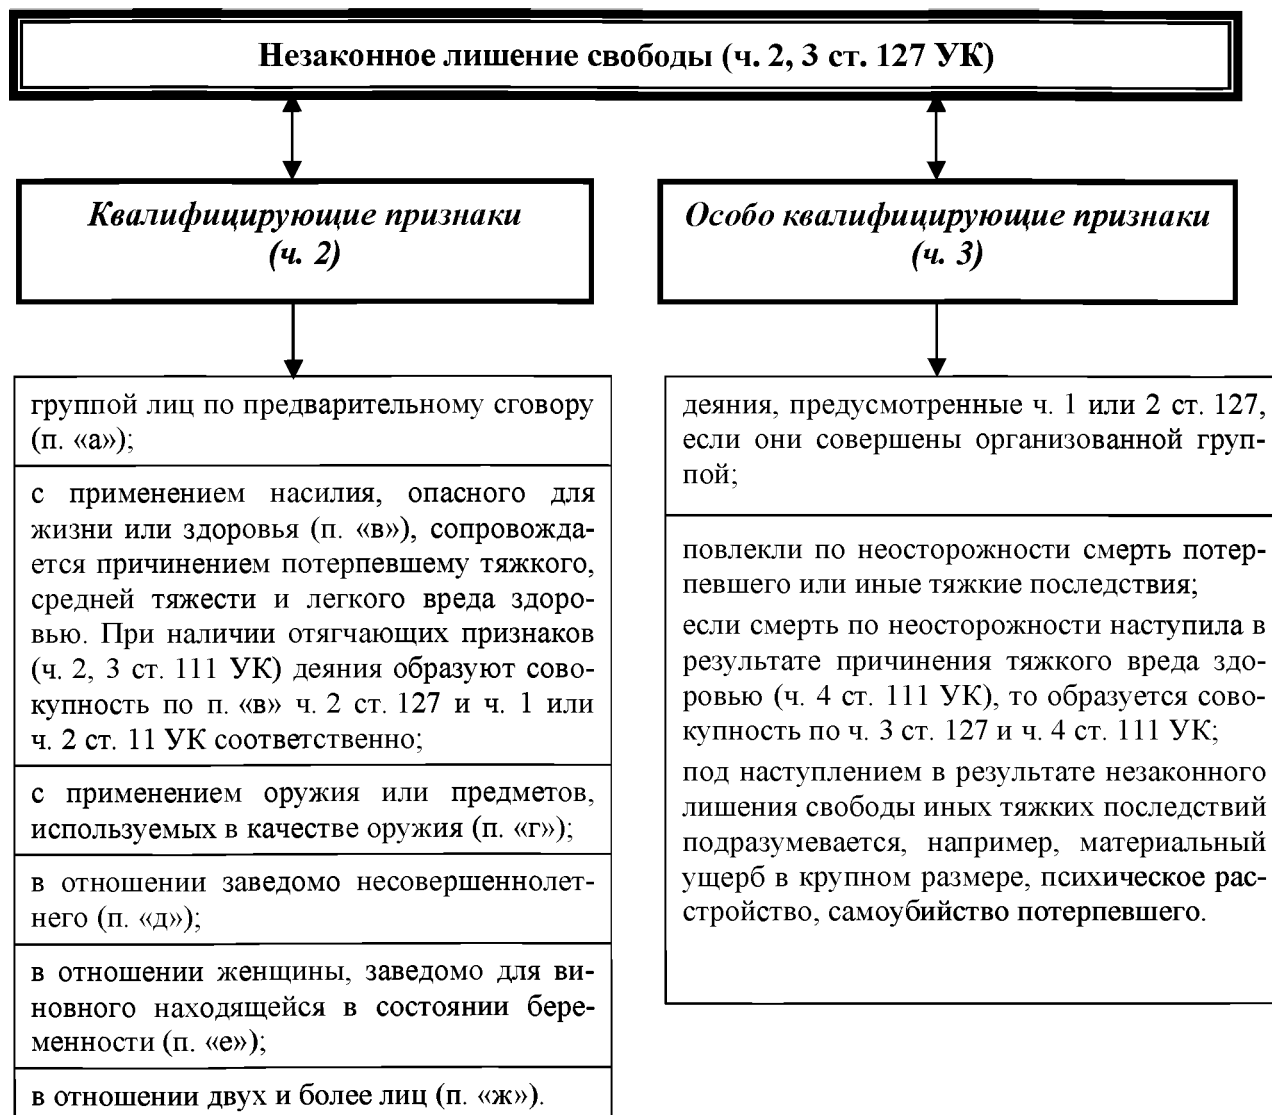 Незаконное лишение свободы (ч. 2, 3 ст. 127 УК)
Квалифицирующие признаки
(ч. 2)
группой лиц по предварительному сговору
(п. «а»);
с применением насилия, опасного для
жизни или здоровья (п. «в»), сопровожда-
ется причинением потерпевшему тяжкого,
средней тяжести и легкого вреда здоро-
вью. При наличии отягчающих признаков
(ч. 2, 3 ст. 111 УК) деяния образуют сово-
купность по п. «в» ч. 2 ст. 127 и ч. 1 или
ч. 2 ст. 11 УК соответственно;
с применением оружия или предметов,
используемых в качестве оружия (п. «г»);
в отношении заведомо несовершеннолет-
него (п. «д»);
в отношении женщины, заведомо для ви-
новного находящейся в состоянии бере-
менности (п. «е»);
в отношении двух и более лиц (п. «ж»).
Особо квалифицирующие признаки
(ч. 3)
деяния, предусмотренные ч. 1 или 2 ст. 127,
если они совершены организованной груп-
пой;
повлекли по неосторожности смерть потер-
певшего или иные тяжкие последствия;
если смерть по неосторожности наступила в
результате причинения тяжкого вреда здо-
ровью (ч. 4 ст. 111 УК), то образуется сово-
купность по ч. 3 ст. 127 и ч. 4 ст. 111 УК;
под наступлением в результате незаконного
лишения свободы иных тяжких последствий
подразумевается, например, материальный
ущерб в крупном размере, психическое рас-
стройство, самоубийство потерпевшего.